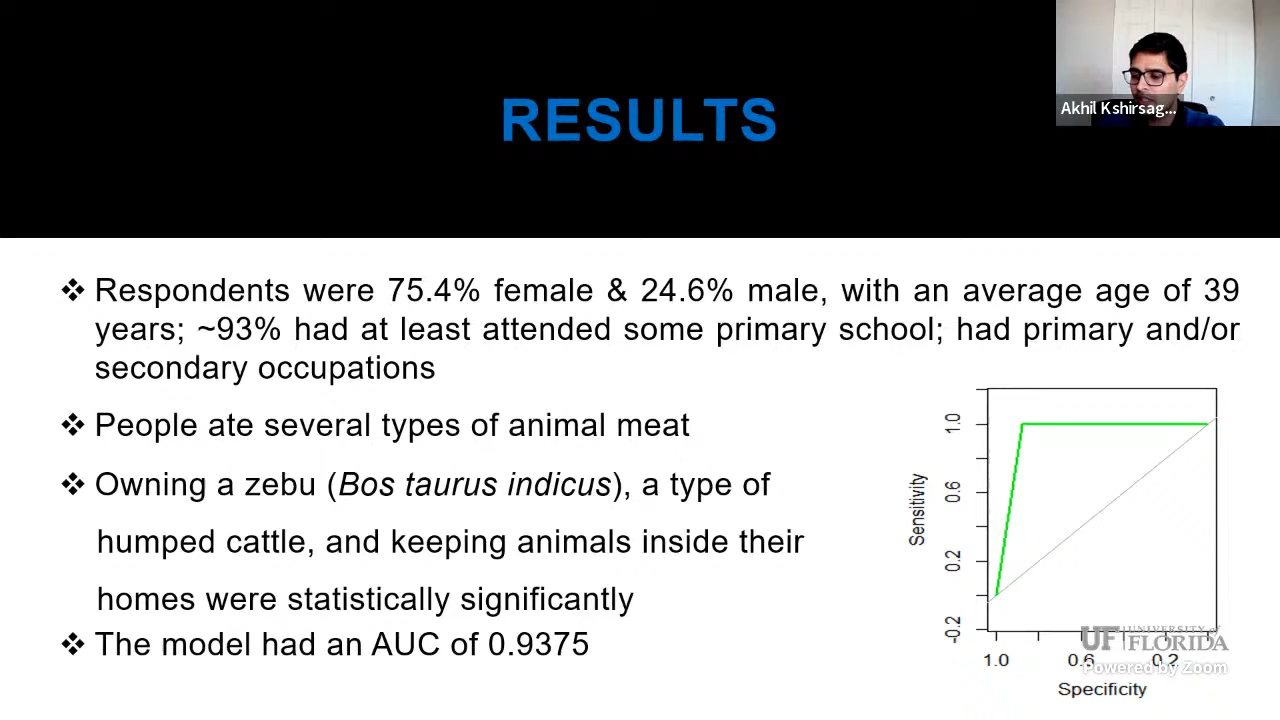 RESULTS
Akhil Kshirsag...
❖ Respondents were 75.4% female & 24.6% male, with an average age of 39
years; ~93% had at least attended some primary school; had primary and/or
secondary occupations
❖ People ate several types of animal meat
❖ Owning a zebu (Bos taurus indicus), a type of
humped cattle, and keeping animals inside their
homes were statistically significantly
❖ The model had an AUC of 0.9375
Sensitivity
1.0
0.6
0.2
-0.2
1.0 0.6 0.2
Specificity
UF UNIVERSITY of
FLORIDA
Powered by Zoom